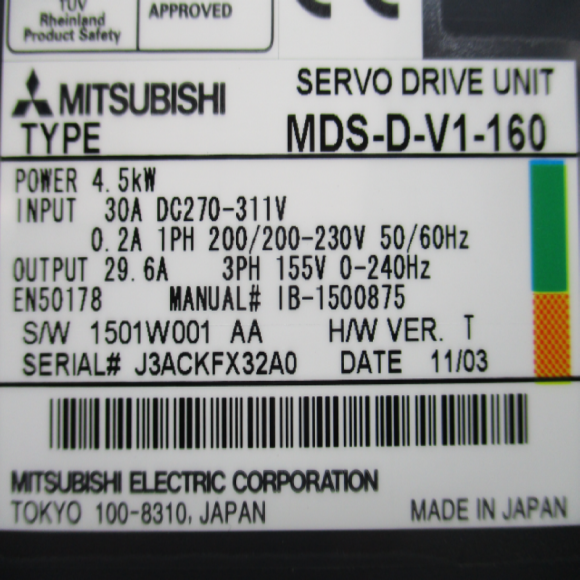 TÜV
Rheinland
Product Safety
APPROVED
CE
MITSUBISHI
SERVO DRIVE UNIT
TYPE MDS-D-V1-160
POWER 4.5kW
INPUT 30A DC270-311V
0.2A 1PH 200/200-230V 50/60Hz
OUTPUT 29.6A 3PH 155V 0-240Hz
EN50178 MANUAL# IB-1500875
S/W 1501W001 AA H/W VER. T
SERIAL# J3ACKFX32A0 DATE 11/03
MITSUBISHI ELECTRIC CORPORATION
TOKYO 100-8310, JAPAN MADE IN JAPAN